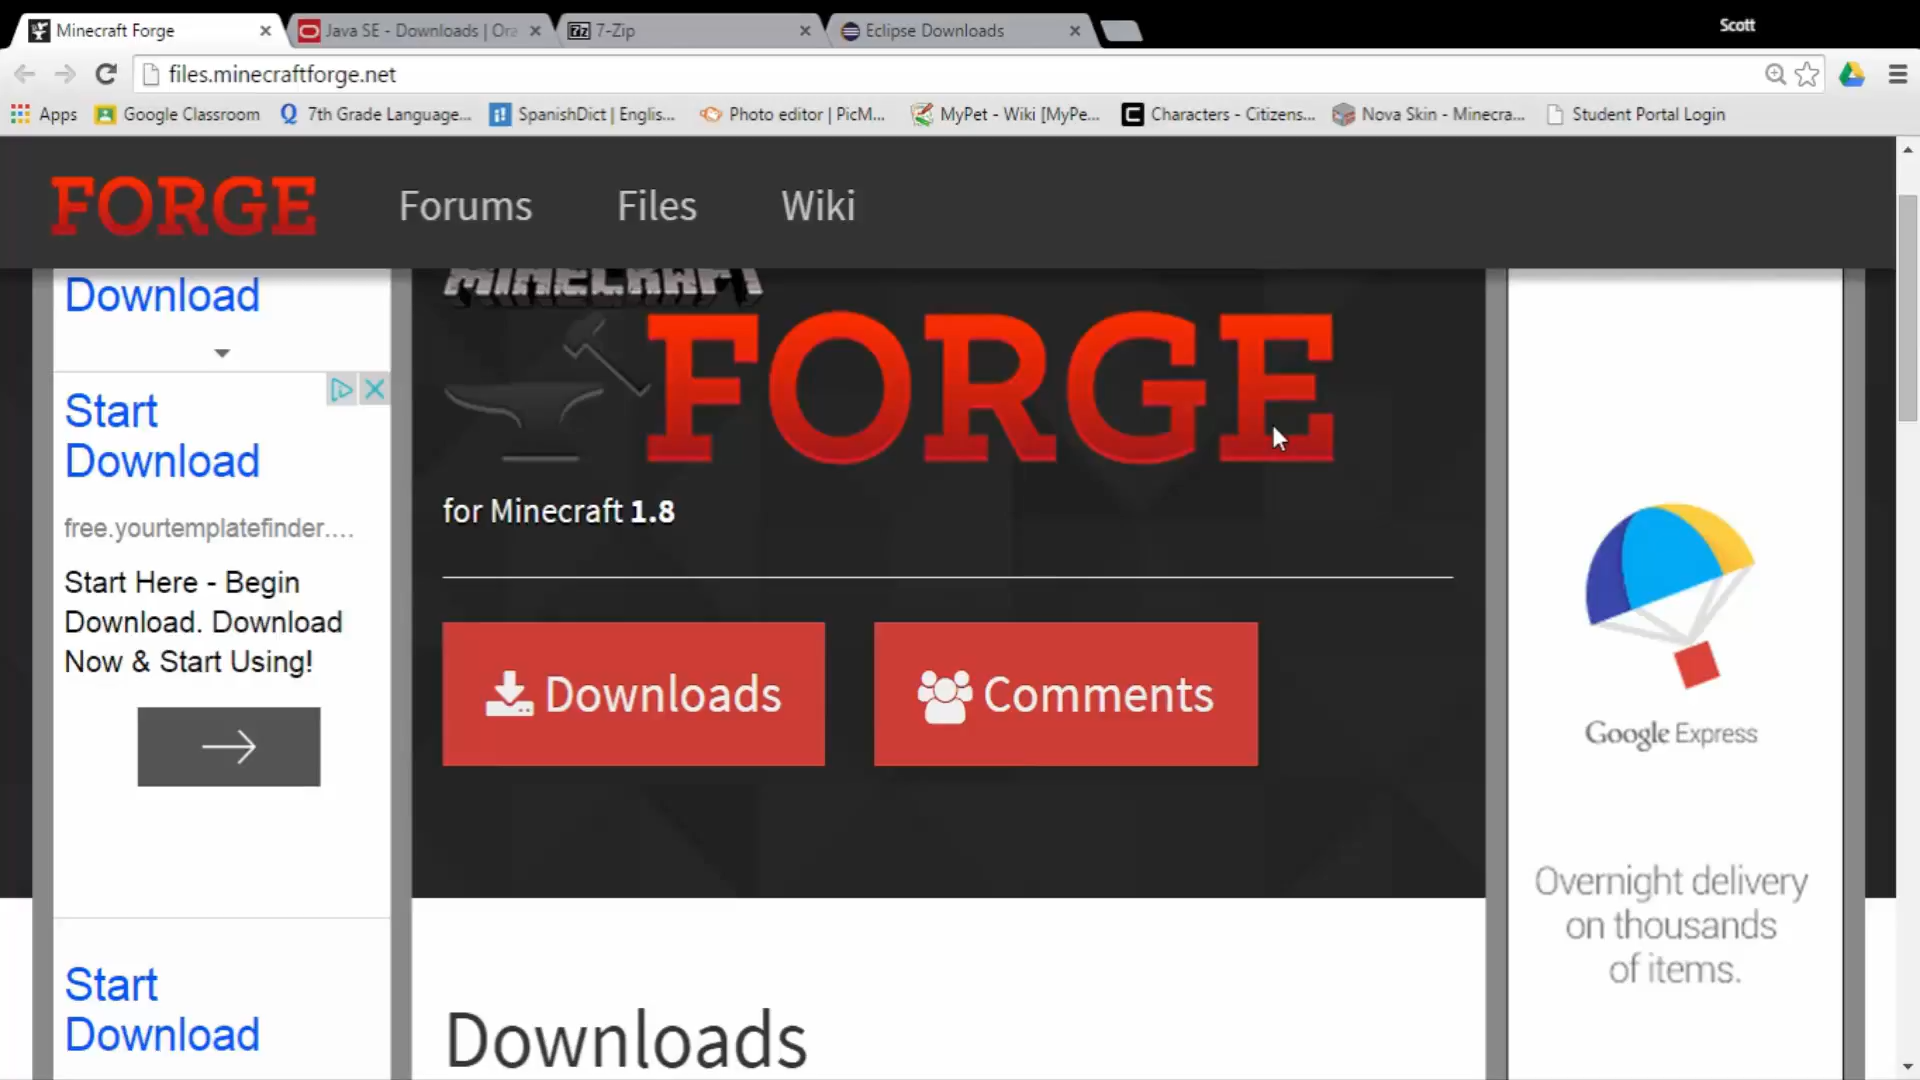 Minecraft Forge
Java SE - Downloads | Ora
7-Zip
Eclipse Downloads
Scott
files.minecraftforge.net
Apps
Google Classroom
7th Grade Language...
SpanishDict | Englis...
Photo editor | PicM...
MyPet - Wiki [MyPe...
Characters - Citizens...
Nova Skin - Minecra...
Student Portal Login
FORGE
Forums
Files
Wiki
Download
Start
Download
free.yourtemplatefinder....
Start Here - Begin
Download. Download
Now & Start Using!
Start
Download
MINECRAFT
FORGE
for Minecraft 1.8
Downloads
Comments
Downloads
Google Express
Overnight delivery
on thousands
of items.